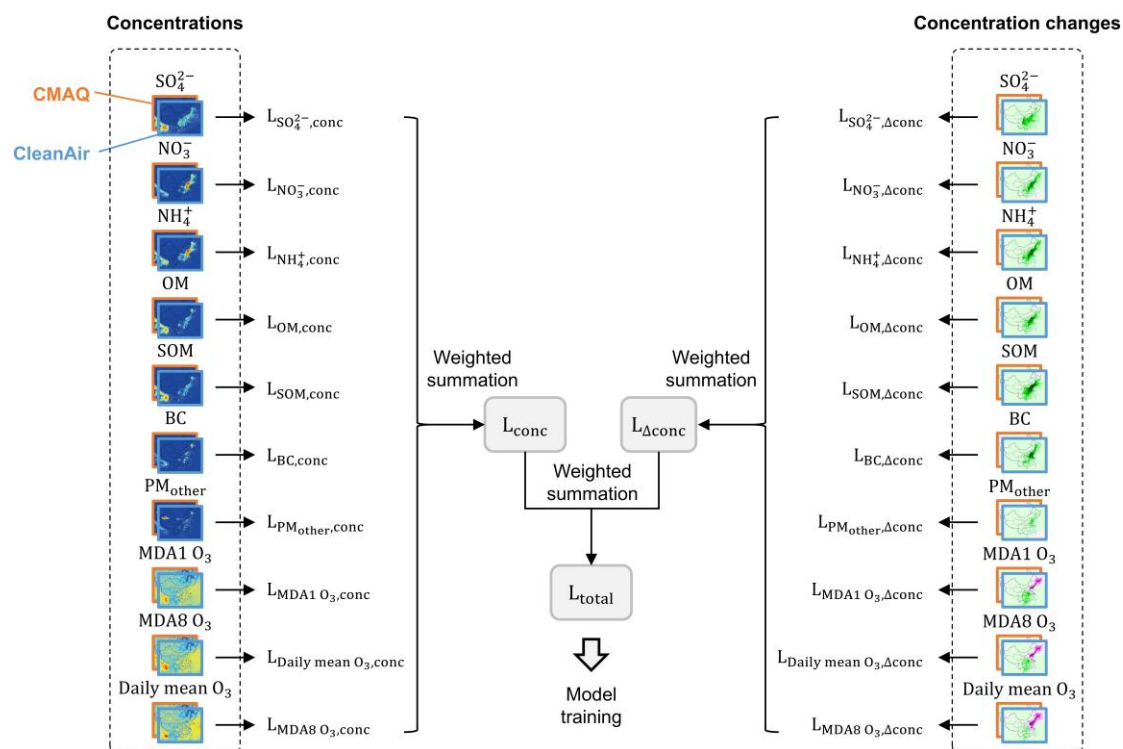 Concentrations
CMAQ
CleanAir
SO₄²⁻
L_SO₄²⁻,conc
NO₃⁻
L_NO₃⁻,conc
NH₄⁺
L_NH₄⁺,conc
OM
L_OM,conc
SOM
L_SOM,conc
BC
L_BC,conc
PM_other
L_PM_other,conc
MDA1 O₃
L_MDA1 O₃,conc
MDA8 O₃
L_Daily mean O₃,conc
Daily mean O₃
L_MDA8 O₃,conc
Weighted
summation
L_conc
Weighted
summation
L_Δconc
Weighted
summation
L_total
Model
training
Concentration changes
SO₄²⁻
L_SO₄²⁻,Δconc
NO₃⁻
L_NO₃⁻,Δconc
NH₄⁺
L_NH₄⁺,Δconc
OM
L_OM,Δconc
SOM
L_SOM,Δconc
BC
L_BC,Δconc
PM_other
L_PM_other,Δconc
MDA1 O₃
L_MDA1 O₃,Δconc
MDA8 O₃
L_Daily mean O₃,Δconc
Daily mean O₃
L_MDA8 O₃,Δconc